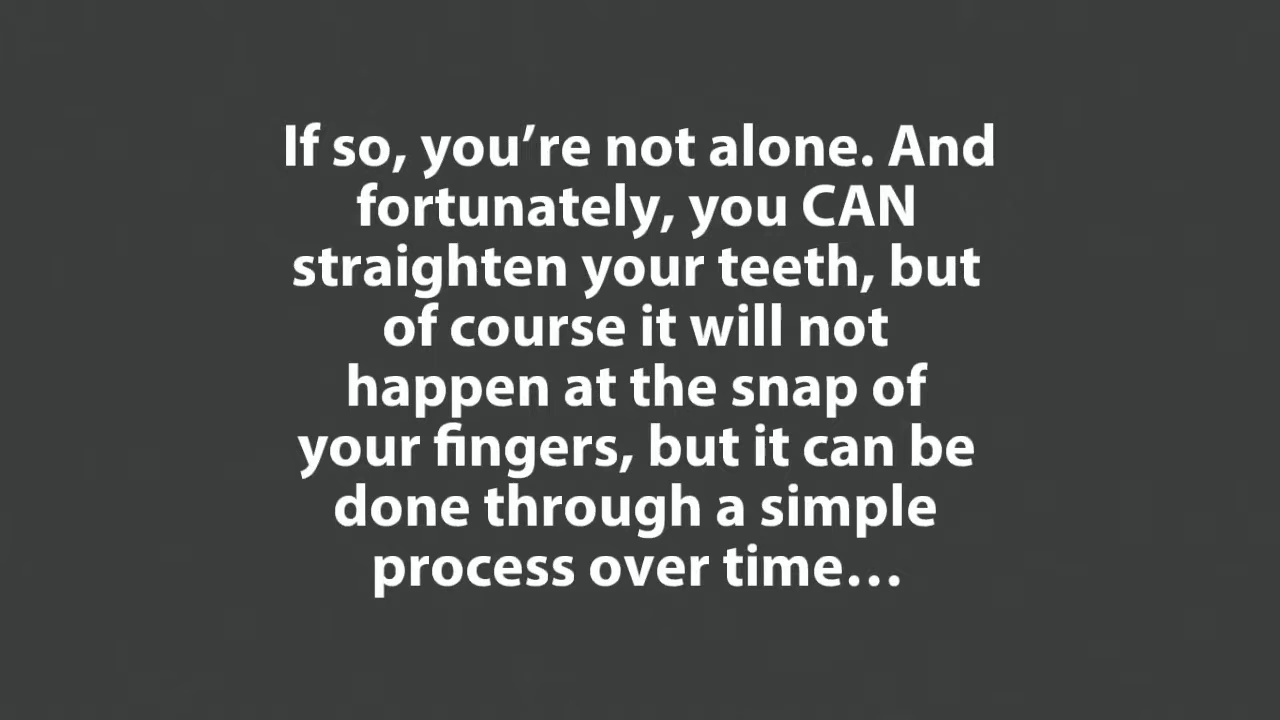 If so, you’re not alone. And
fortunately, you CAN
straighten your teeth, but
of course it will not
happen at the snap of
your fingers, but it can be
done through a simple
process over time…